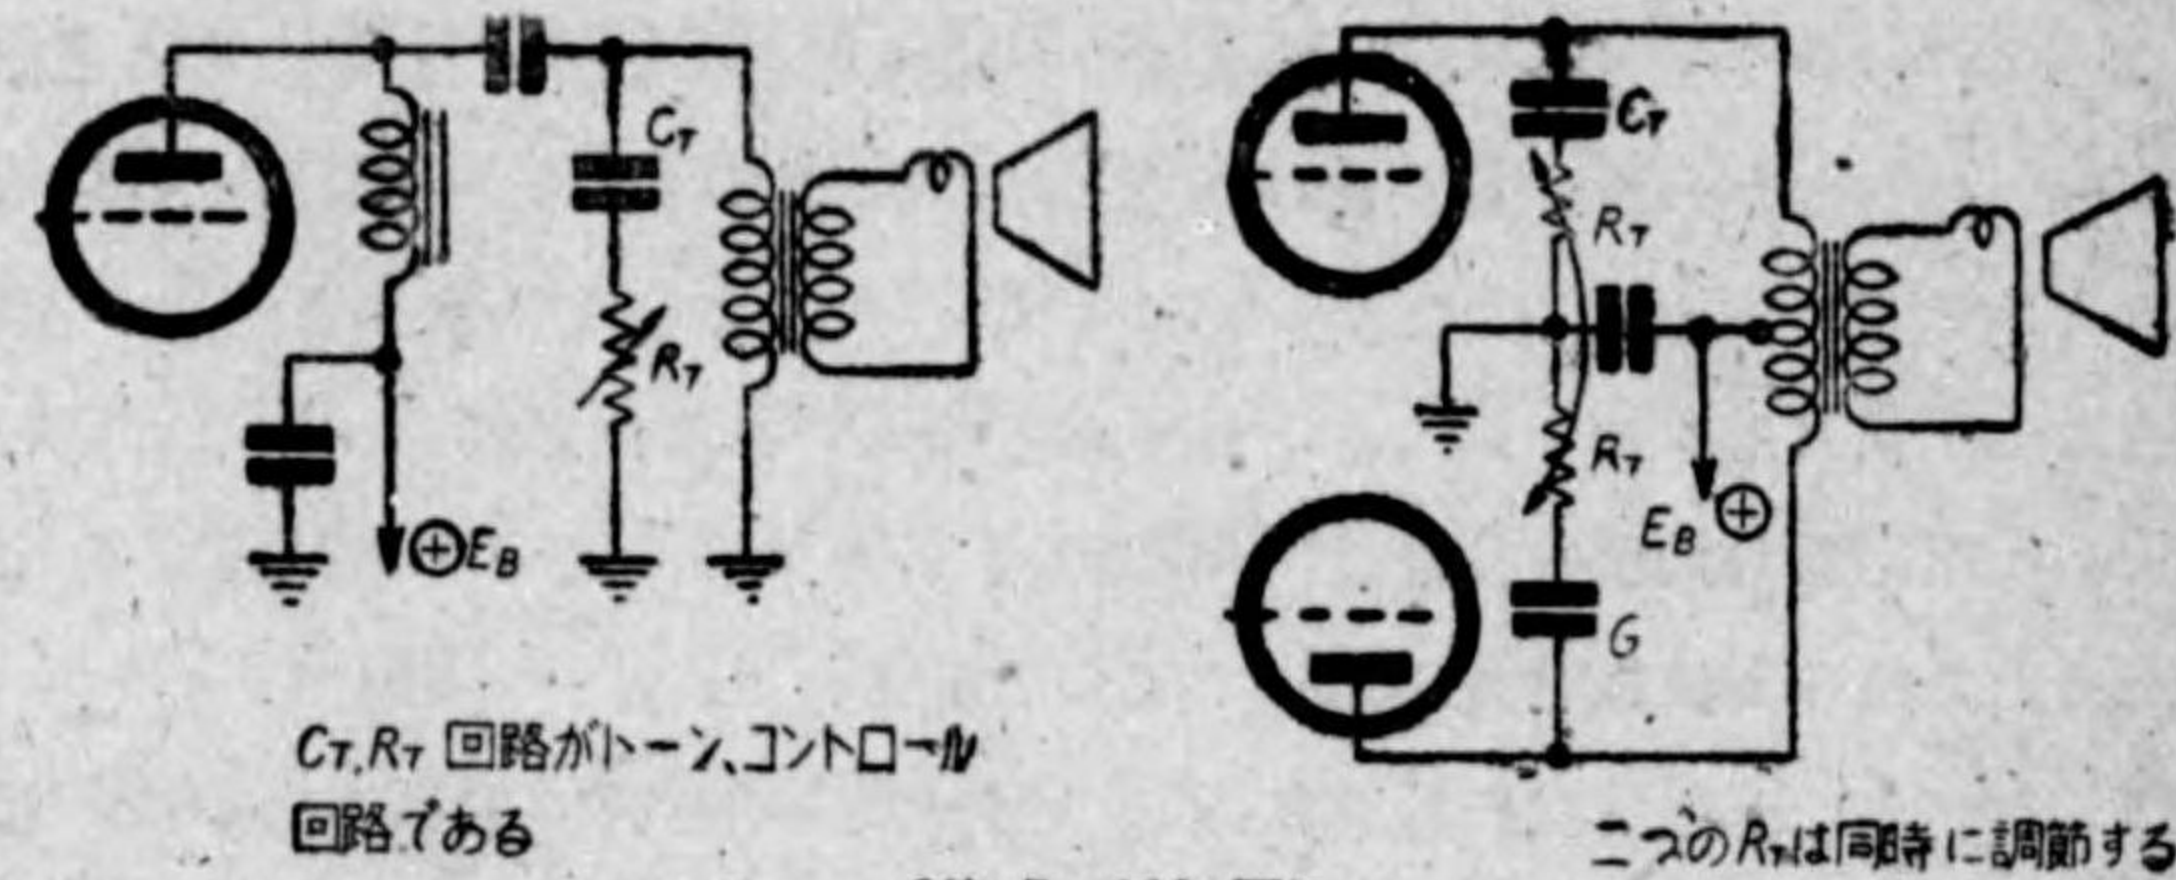 C_T
R_T
⊕E_B
C_T
R_T
R_T
E_B ⊕
G
C_T,R_T 回路がトーン、コントロール
回路である
二つのR_Tは同時に調節する